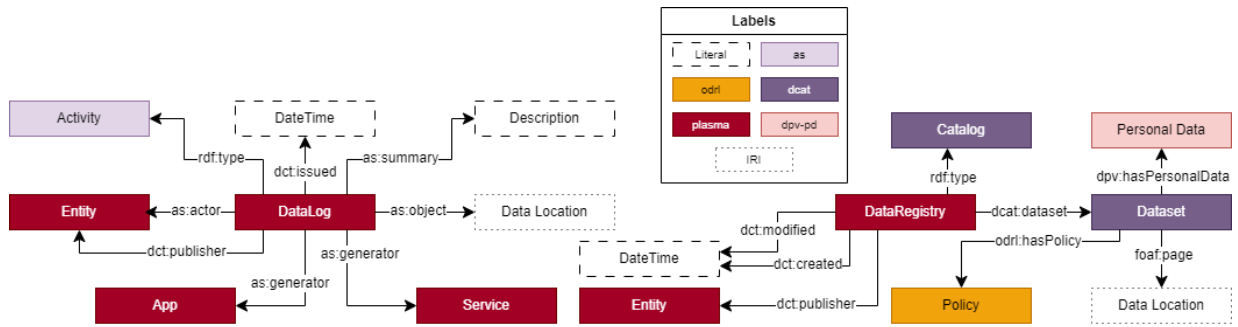 Labels
Literal
as
odrl
dcat
plasma
dpv-pd
IRI
Activity
DateTime
Description
rdf:type
dct:issued
as:summary
Entity
as:actor
DataLog
as:object
Data Location
dct:publisher
as:generator
as:generator
App
Service
Catalog
Personal Data
rdf:type
dpv:hasPersonalData
DataRegistry
dcat:dataset
Dataset
dct:modified
odrl:hasPolicy
DateTime
dct:created
foaf:page
Entity
dct:publisher
Policy
Data Location